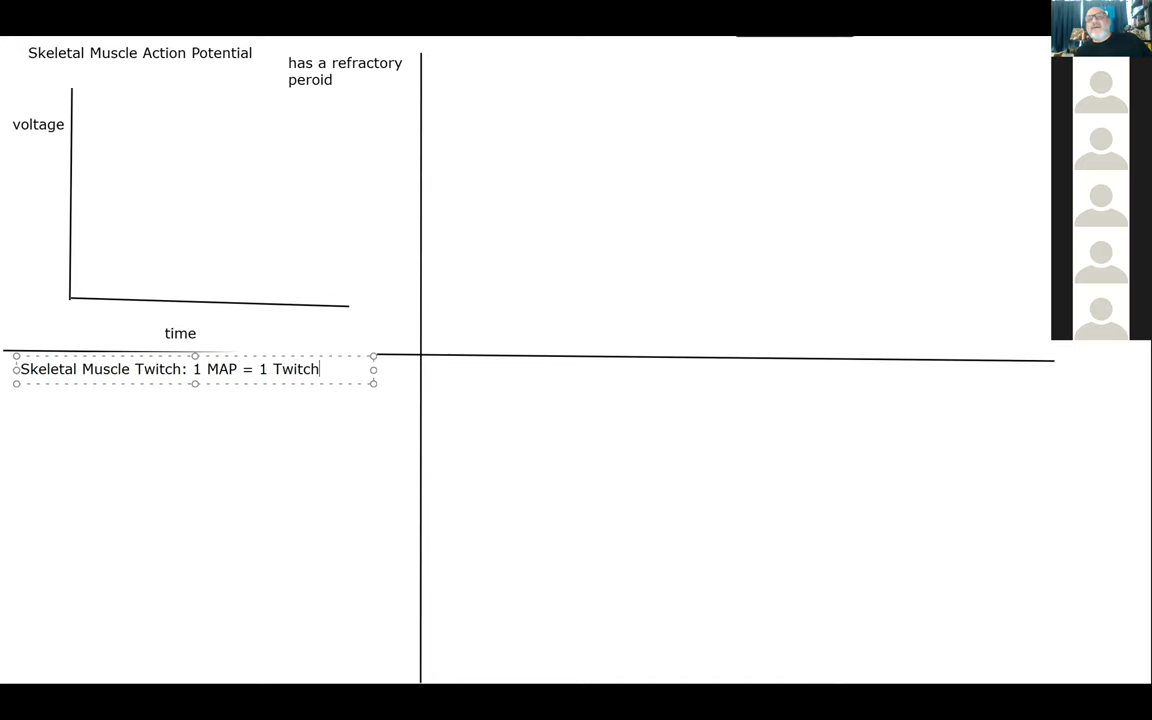 Skeletal Muscle Action Potential
has a refractory
peroid
voltage
time
Skeletal Muscle Twitch: 1 MAP = 1 Twitch